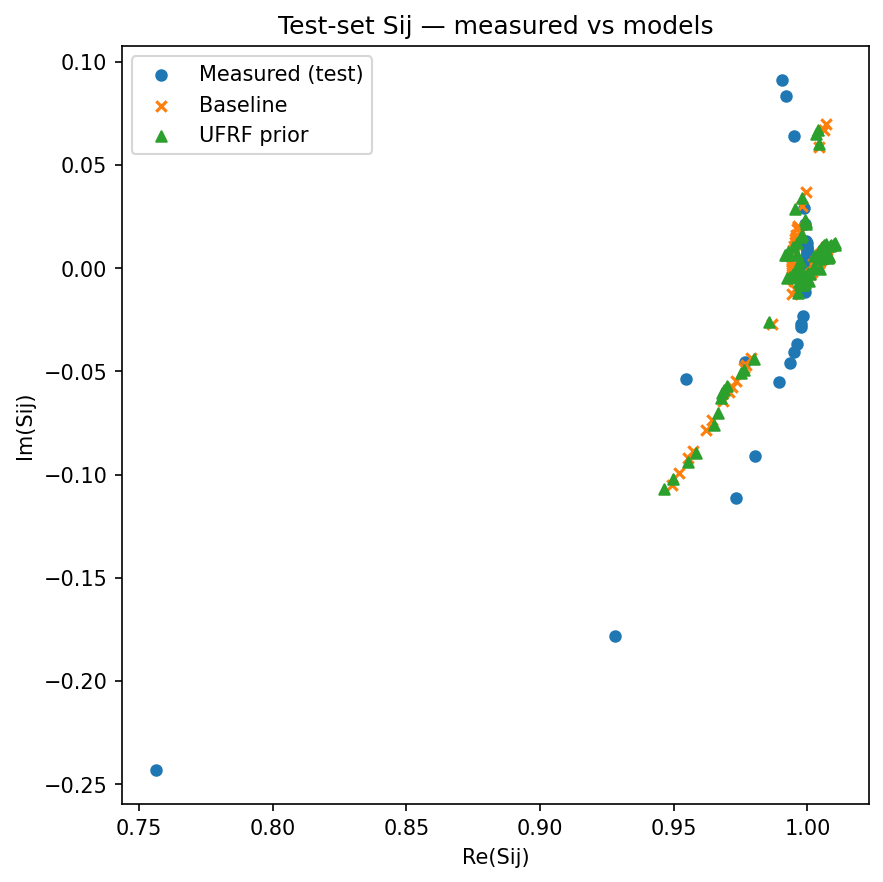 Test-set Sij — measured vs models
Measured (test)
Baseline
UFRF prior
0.10
0.05
0.00
−0.05
−0.10
−0.15
−0.20
−0.25
Im(Sij)
0.75 0.80 0.85 0.90 0.95 1.00
Re(Sij)